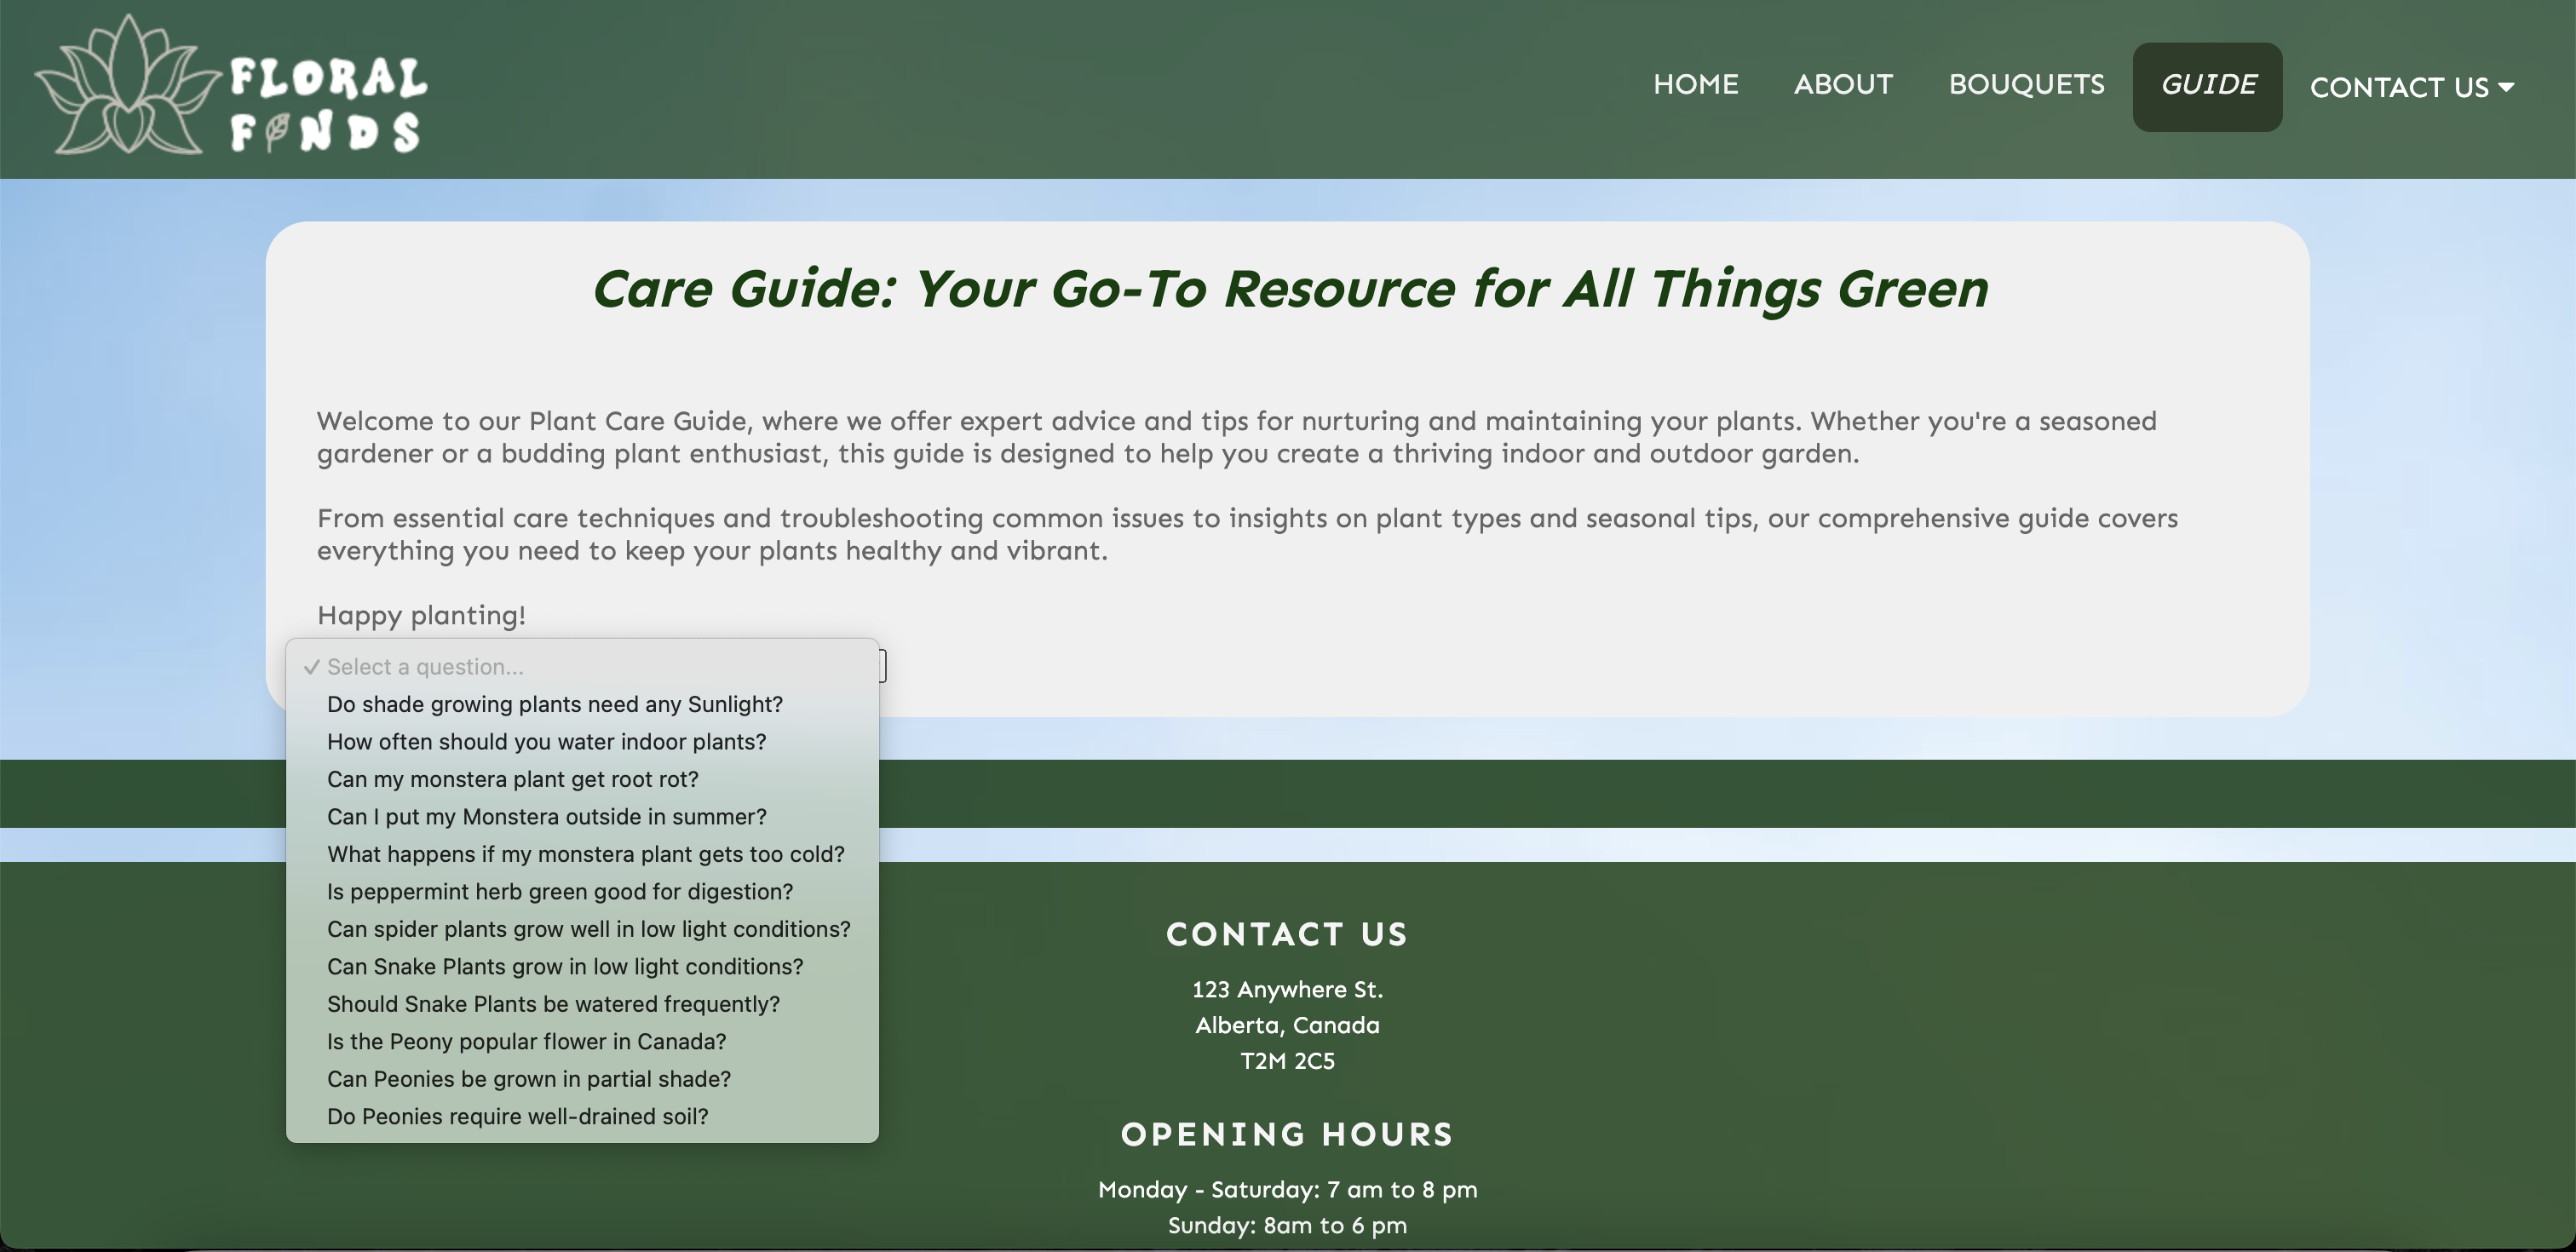 FLORAL
FINDS
HOME
ABOUT
BOUQUETS
GUIDE
CONTACT US
Care Guide: Your Go-To Resource for All Things Green
Welcome to our Plant Care Guide, where we offer expert advice and tips for nurturing and maintaining your plants. Whether you're a seasoned
gardener or a budding plant enthusiast, this guide is designed to help you create a thriving indoor and outdoor garden.
From essential care techniques and troubleshooting common issues to insights on plant types and seasonal tips, our comprehensive guide covers
everything you need to keep your plants healthy and vibrant.
Happy planting!
Select a question...
Do shade growing plants need any Sunlight?
How often should you water indoor plants?
Can my monstera plant get root rot?
Can I put my Monstera outside in summer?
What happens if my monstera plant gets too cold?
Is peppermint herb green good for digestion?
Can spider plants grow well in low light conditions?
Can Snake Plants grow in low light conditions?
Should Snake Plants be watered frequently?
Is the Peony popular flower in Canada?
Can Peonies be grown in partial shade?
Do Peonies require well-drained soil?
CONTACT US
123 Anywhere St.
Alberta, Canada
T2M 2C5
OPENING HOURS
Monday - Saturday: 7 am to 8 pm
Sunday: 8am to 6 pm